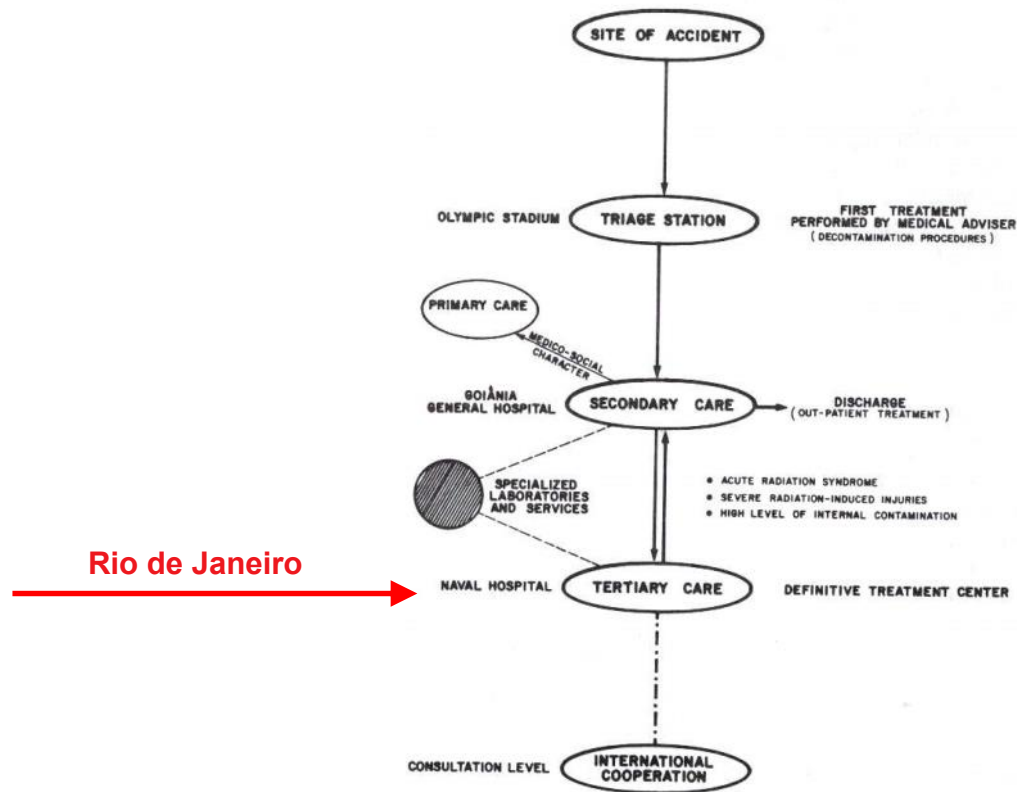 SITE OF ACCIDENT
OLYMPIC STADIUM
TRIAGE STATION
FIRST TREATMENT
PERFORMED BY MEDICAL ADVISER
(DECONTAMINATION PROCEDURES)
PRIMARY CARE
MEDICO-SOCIAL
CHARACTER
GOIÂNIA
GENERAL HOSPITAL
SECONDARY CARE
DISCHARGE
(OUT-PATIENT TREATMENT)
SPECIALIZED
LABORATORIES
AND SERVICES
• ACUTE RADIATION SYNDROME
• SEVERE RADIATION-INDUCED INJURIES
• HIGH LEVEL OF INTERNAL CONTAMINATION
Rio de Janeiro
NAVAL HOSPITAL
TERTIARY CARE
DEFINITIVE TREATMENT CENTER
CONSULTATION LEVEL
INTERNATIONAL
COOPERATION